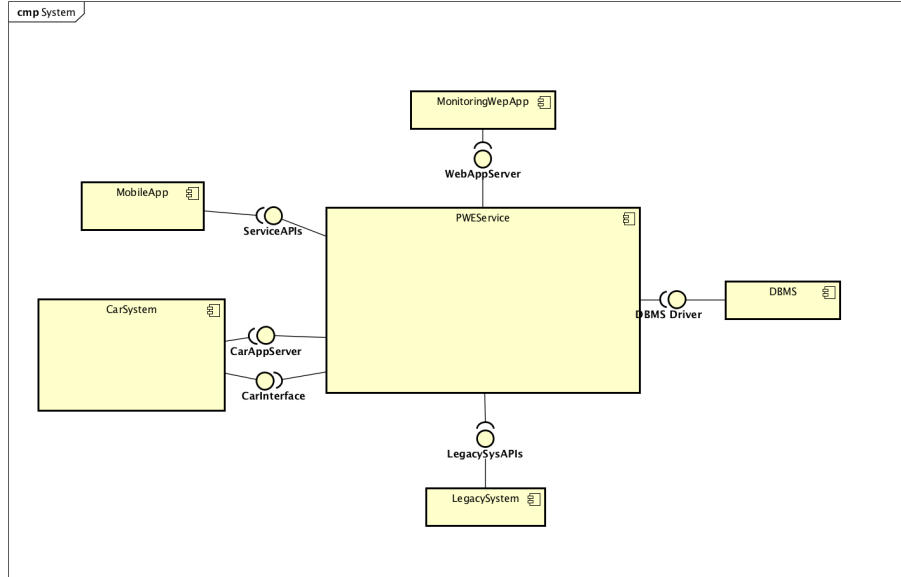 cmp System
MonitoringWepApp
WebAppServer
MobileApp
ServiceAPIs
PWEService
CarSystem
CarAppServer
CarInterface
DBMS
DBMS Driver
LegacySysAPIs
LegacySystem